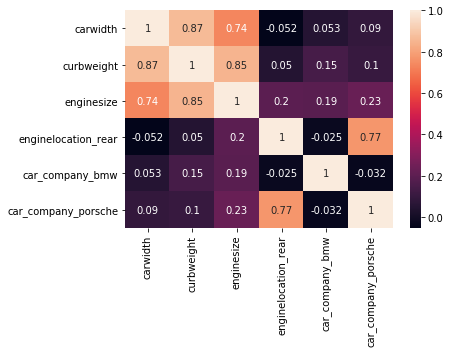 carwidth 1 0.87 0.74 -0.052 0.053 0.09
curbweight 0.87 1 0.85 0.05 0.15 0.1
enginesize 0.74 0.85 1 0.2 0.19 0.23
enginelocation_rear -0.052 0.05 0.2 1 -0.025 0.77
car_company_bmw 0.053 0.15 0.19 -0.025 1 -0.032
car_company_porsche 0.09 0.1 0.23 0.77 -0.032 1
carwidth
curbweight
enginesize
enginelocation_rear
car_company_bmw
car_company_porsche
1.0
0.8
0.6
0.4
0.2
0.0